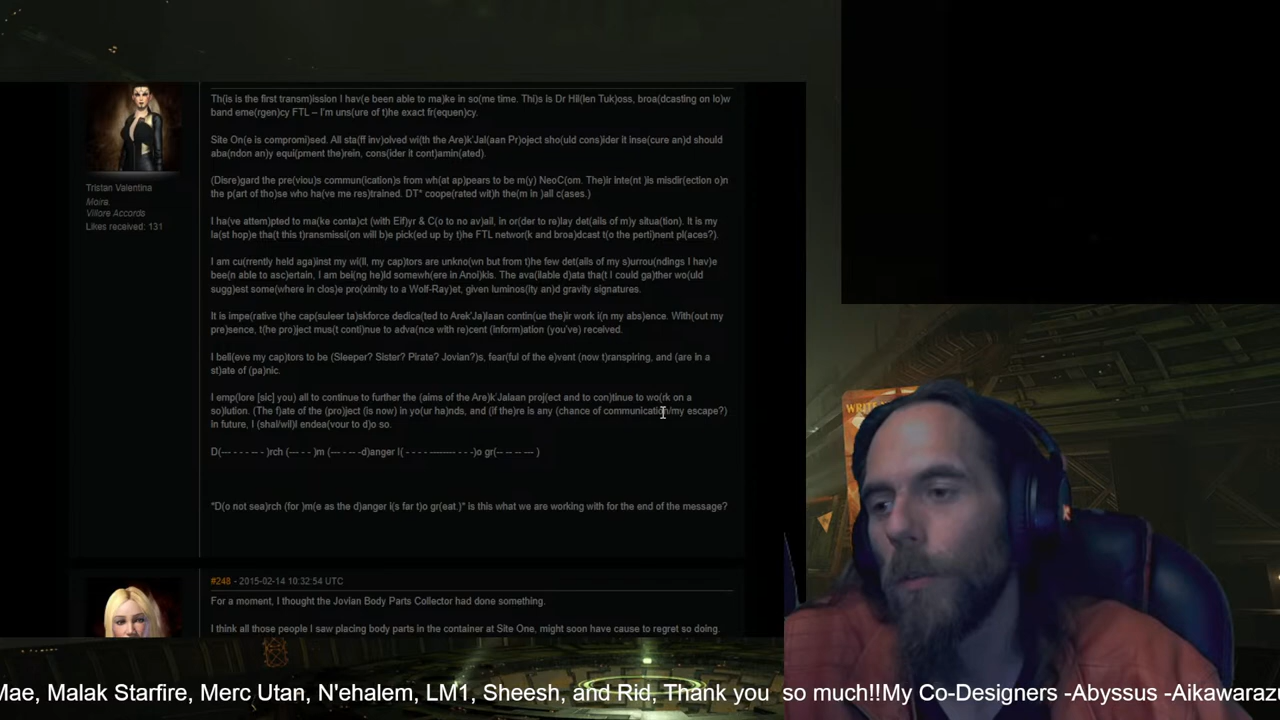 Th(is is the first transm)ission I hav(e been able to ma)ke in so(me time. Thi)s is Dr Hil(len Tuk)oss, broa(dcasting on lo)w
band eme(rgen)cy FTL – I'm uns(ure of t)he exact fr(equen)cy.
Site On(e is compromi)sed. All sta(ff inv)olved wi(th the Are)k'Jal(aan Pr)oject sho(uld cons)ider it inse(cure an)d should
aba(ndon an)y equi(pment the)rein, cons(ider it cont)amin(ated).
Tristan Valentina
Moira.
Villore Accords
Likes received: 131
(Disre)gard the pre(viou)s commun(ication)s from wh(at ap)pears to be m(y) NeoC(om. The)ir inte(nt )is misdir(ection o)n
the p(art of tho)se who ha(ve me res)trained. DT* coope(rated wit)h the(m in )all c(ases.)
I ha(ve attem)pted to ma(ke conta)ct (with Eif)yr & C(o to no av)ail, in or(der to re)lay det(ails of m)y situa(tion). It is my
la(st hop)e tha(t this t)ransmissi(on will b)e pick(ed up by t)he FTL networ(k and broa)dcast t(o the perti)nent pl(aces?).
I am cu(rrently held aga)inst my wi(ll, my cap)tors are unkno(wn but from t)he few det(ails of my s)urrou(ndings I hav)e
bee(n able to asc)ertain, I am bei(ng he)ld somewh(ere in Anoi)kis. The ava(ilable d)ata tha(t I could ga)ther wo(uld
sugg)est some(where in clos)e pro(ximity to a Wolf-Ray)et, given luminos(ity an)d gravity signatures.
It is impe(rative t)he cap(suleer ta)skforce dedica(ted to Arek'Ja)laan contin(ue the)ir work i(n my abs)ence. With(out my
pre)sence, t(he pro)ject mus(t conti)nue to adva(nce with re)cent (inform)ation (you've) received.
I beli(eve my cap)tors to be (Sleeper? Sister? Pirate? Jovian?)s, fear(ful of the e)vent (now t)ranspiring, and (are in a
st)ate of (pa)nic.
I emp(lore [sic] you) all to continue to further the (aims of the Are)k'Jalaan proj(ect and to con)tinue to wo(rk on a
so)lution. (The f)ate of the (pro)ject (is now) in yo(ur ha)nds, and (if the)re is any (chance of communication/my escape?)
in future, I (shal/wil)l endea(vour to d)o so.
D(--- - - - -- - )rch (--- - - )m (--- - -- -d)anger I( - - - - -------- - - -)o gr(-- -- -- --- )
*D(o not sea)rch (for )m(e as the d)anger I(s far t)o gr(eat.)* Is this what we are working with for the end of the message?
#248 - 2015-02-14 10:32:54 UTC
For a moment, I thought the Jovian Body Parts Collector had done something.
I think all those people I saw placing body parts in the container at Site One, might soon have cause to regret so doing.
Mae, Malak Starfire, Merc Utan, N'ehalem, LM1, Sheesh, and Rid, Thank you so much!!My Co-Designers -Abyssus -Aikawarazu